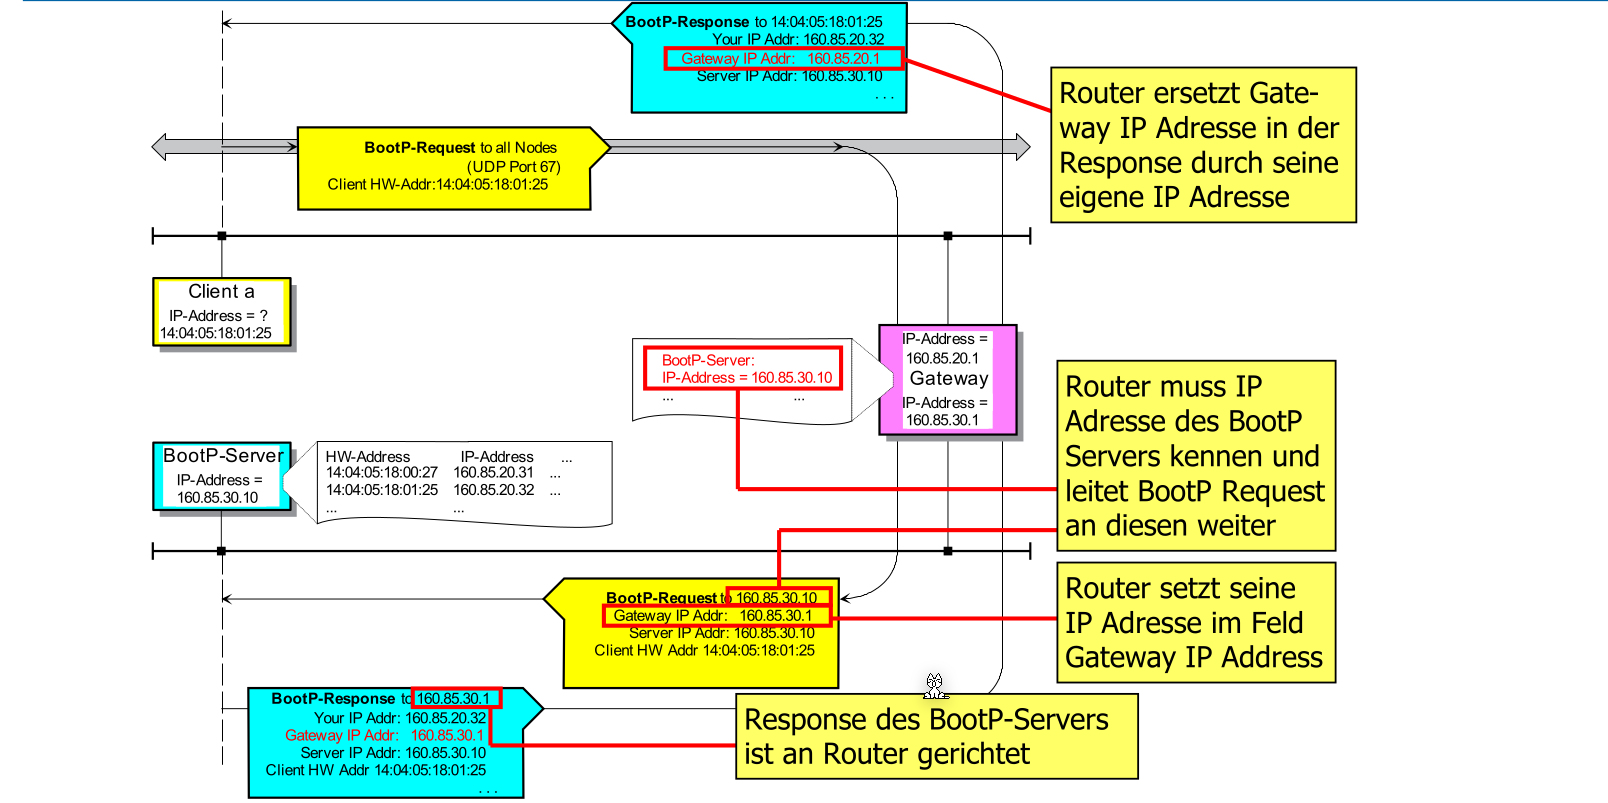 BootP-Response to 14:04:05:18:01:25
Your IP Addr: 160.85.20.32
Gateway IP Addr: 160.85.20.1
Server IP Addr: 160.85.30.10
. . .
Router ersetzt Gate-
way IP Adresse in der
Response durch seine
eigene IP Adresse
BootP-Request to all Nodes
(UDP Port 67)
Client HW-Addr:14:04:05:18:01:25
Client a
IP-Address = ?
14:04:05:18:01:25
BootP-Server:
IP-Address = 160.85.30.10
... ...
IP-Address =
160.85.20.1
Gateway
IP-Address =
160.85.30.1
Router muss IP
Adresse des BootP
Servers kennen und
leitet BootP Request
an diesen weiter
BootP-Server
IP-Address =
160.85.30.10
HW-Address IP-Address ...
14:04:05:18:00:27 160.85.20.31 ...
14:04:05:18:01:25 160.85.20.32 ...
... ...
BootP-Request to 160.85.30.10
Gateway IP Addr: 160.85.30.1
Server IP Addr: 160.85.30.10
Client HW Addr 14:04:05:18:01:25
Router setzt seine
IP Adresse im Feld
Gateway IP Address
BootP-Response to 160.85.30.1
Your IP Addr: 160.85.20.32
Gateway IP Addr: 160.85.30.1
Server IP Addr: 160.85.30.10
Client HW Addr 14:04:05:18:01:25
. . .
Response des BootP-Servers
ist an Router gerichtet